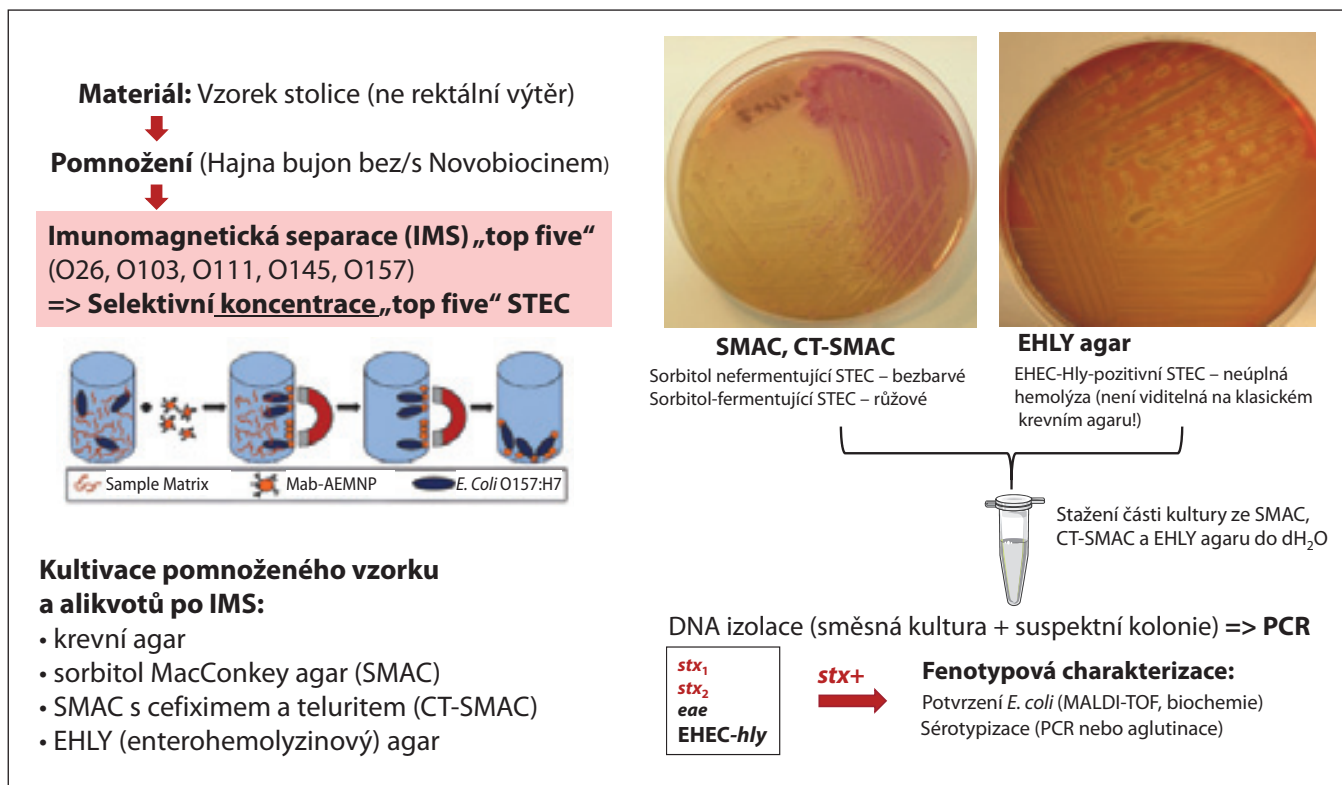 Materiál: Vzorek stolice (ne rektální výtěr)
Pomnožení (Hajna bujon bez/s Novobiocinem)
Imunomagnetická separace (IMS) „top five“
(O26, O103, O111, O145, O157)
=> Selektivní koncentrace „top five“ STEC
Sample Matrix
Mab-AEMNP
E. Coli O157:H7
Kultivace pomnoženého vzorku
a alikvotů po IMS:
• krevní agar
• sorbitol MacConkey agar (SMAC)
• SMAC s cefiximem a teluritem (CT-SMAC)
• EHLY (enterohemolyzinový) agar
SMAC, CT-SMAC
Sorbitol nefermentující STEC – bezbarvé
Sorbitol-fermentující STEC – růžové
EHLY agar
EHEC-Hly-pozitivní STEC – neúplná
hemolýza (není viditelná na klasickém
krevním agaru!)
Stažení části kultury ze SMAC,
CT-SMAC a EHLY agaru do dH₂O
DNA izolace (směsná kultura + suspektní kolonie) => PCR
stx₁
stx₂
eae
EHEC-hly
stx+
Fenotypová charakterizace:
Potvrzení E. coli (MALDI-TOF, biochemie)
Sérotypizace (PCR nebo aglutinace)